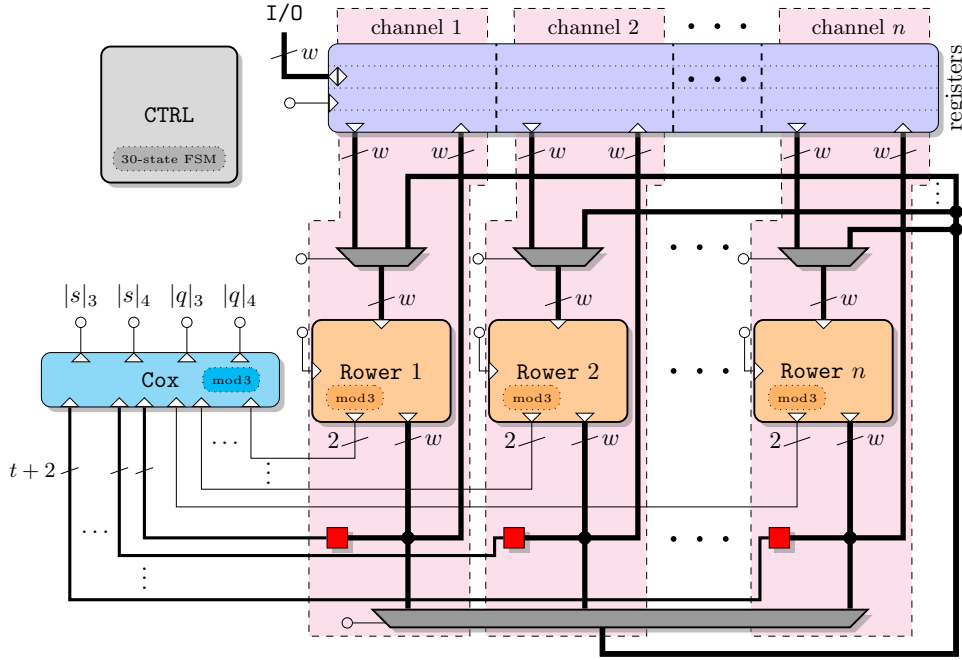 I/O
channel 1
channel 2
• • •
channel n
w
• • •
registers
CTRL
30-state FSM
w
w
w
w
w
w
⋮
• • •
|s|₃
|s|₄
|q|₃
|q|₄
w
w
w
Cox
mod3
Rower 1
mod3
Rower 2
mod3
• • •
Rower n
mod3
...
2
w
2
w
2
w
t + 2
⋮
...
• • •
⋮